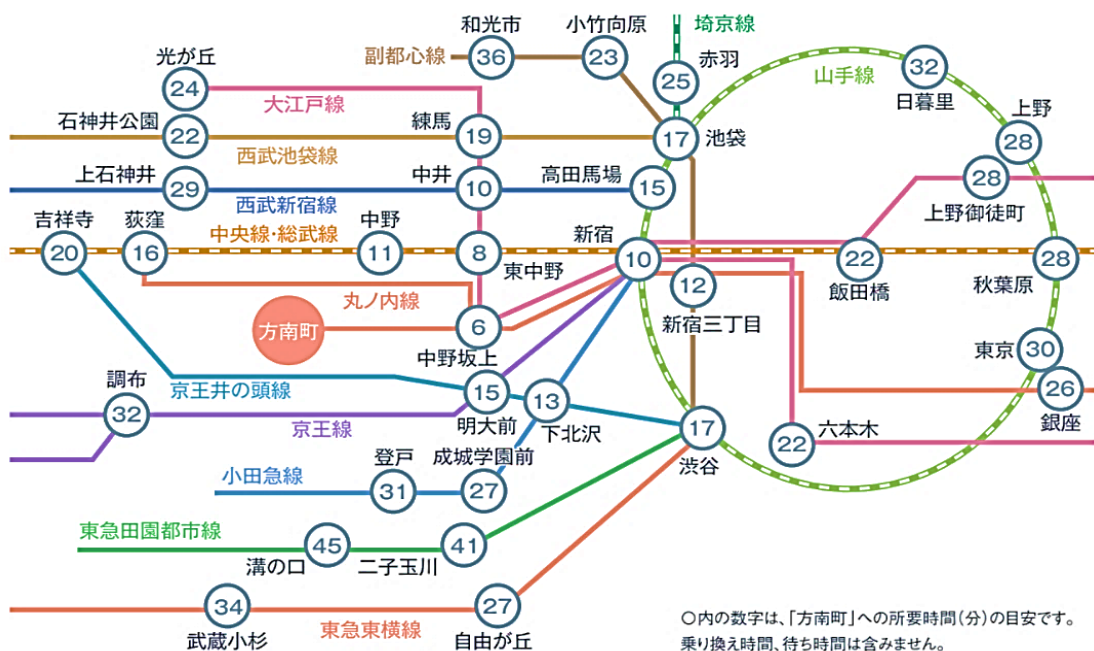 和光市
小竹向原
埼京線
副都心線
36
23
赤羽
25
山手線
32
日暮里
光が丘
24
大江戸線
上野
28
石神井公園
22
練馬
19
17
池袋
西武池袋線
上石神井
29
中井
10
高田馬場
15
28
上野御徒町
西武新宿線
吉祥寺
20
荻窪
16
中央線・総武線
中野
11
8
東中野
新宿
10
22
飯田橋
28
秋葉原
丸ノ内線
12
新宿三丁目
方南町
6
中野坂上
東京
30
26
銀座
調布
32
京王井の頭線
京王線
15
明大前
13
下北沢
17
渋谷
六本木
22
小田急線
登戸
31
成城学園前
27
東急田園都市線
溝の口
45
二子玉川
41
34
武蔵小杉
東急東横線
27
自由が丘
○内の数字は、「方南町」への所要時間(分)の目安です。
乗り換え時間、待ち時間は含みません。